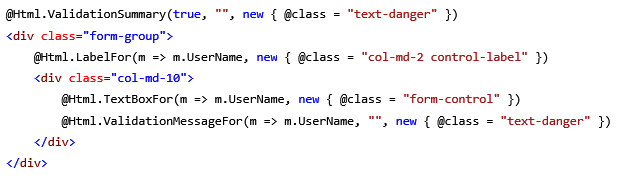 @Html.ValidationSummary(true, "", new { @class = "text-danger" })
<div class="form-group">
    @Html.LabelFor(m => m.UserName, new { @class = "col-md-2 control-label" })
    <div class="col-md-10">
        @Html.TextBoxFor(m => m.UserName, new { @class = "form-control" })
        @Html.ValidationMessageFor(m => m.UserName, "", new { @class = "text-danger" })
    </div>
</div>